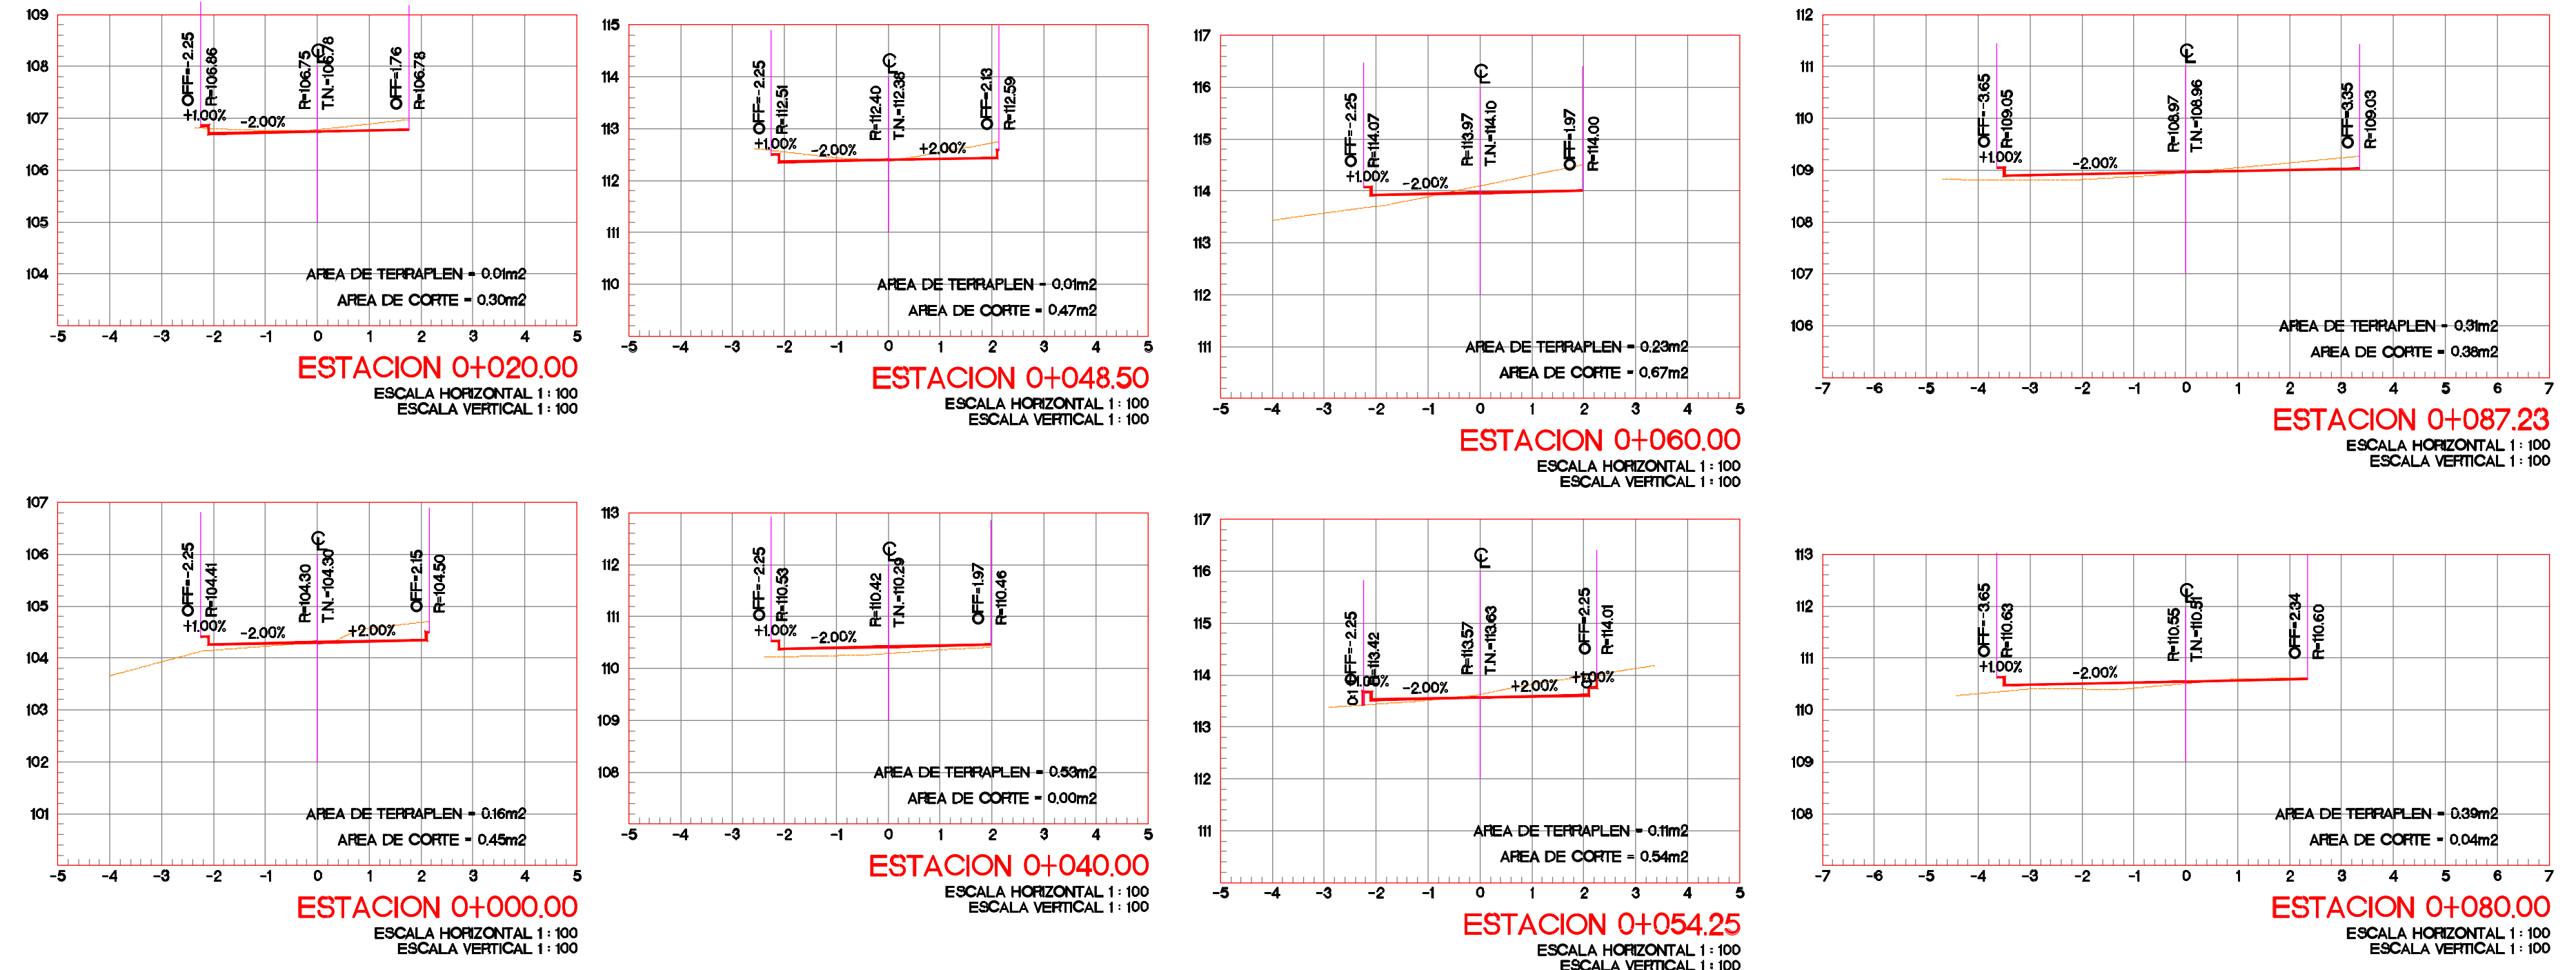 109
108
107
106
105
104
-5 -4 -3 -2 -1 0 1 2 3 4 5
OFF=-2.25
R=106.86
R=106.75
T.N.=106.78
OFF=1.76
R=106.78
℄
+1.00% -2.00%
AREA DE TERRAPLEN = 0.01m2
AREA DE CORTE = 0.30m2
ESTACION 0+020.00
ESCALA HORIZONTAL 1 : 100
ESCALA VERTICAL 1 : 100
115
114
113
112
111
110
-5 -4 -3 -2 -1 0 1 2 3 4 5
OFF=-2.25
R=112.51
R=112.40
T.N.=112.38
OFF=2.13
R=112.59
℄
+1.00% -2.00% +2.00%
AREA DE TERRAPLEN = 0.01m2
AREA DE CORTE = 0.47m2
ESTACION 0+048.50
ESCALA HORIZONTAL 1 : 100
ESCALA VERTICAL 1 : 100
117
116
115
114
113
112
111
-5 -4 -3 -2 -1 0 1 2 3 4 5
OFF=-2.25
R=114.07
R=113.97
T.N.=114.10
OFF=1.97
R=114.00
℄
+1.00% -2.00%
AREA DE TERRAPLEN = 0.23m2
AREA DE CORTE = 0.67m2
ESTACION 0+060.00
ESCALA HORIZONTAL 1 : 100
ESCALA VERTICAL 1 : 100
112
111
110
109
108
107
106
-7 -6 -5 -4 -3 -2 -1 0 1 2 3 4 5 6 7
OFF=-3.65
R=109.05
R=108.97
T.N.=108.96
OFF=3.35
R=109.03
℄
+1.00% -2.00%
AREA DE TERRAPLEN = 0.31m2
AREA DE CORTE = 0.38m2
ESTACION 0+087.23
ESCALA HORIZONTAL 1 : 100
ESCALA VERTICAL 1 : 100
107
106
105
104
103
102
101
-5 -4 -3 -2 -1 0 1 2 3 4 5
OFF=-2.25
R=104.41
R=104.30
T.N.=104.30
OFF=2.15
R=104.50
℄
+1.00% -2.00% +2.00%
AREA DE TERRAPLEN = 0.16m2
AREA DE CORTE = 0.45m2
ESTACION 0+000.00
ESCALA HORIZONTAL 1 : 100
ESCALA VERTICAL 1 : 100
113
112
111
110
109
108
-5 -4 -3 -2 -1 0 1 2 3 4 5
OFF=-2.25
R=110.53
R=110.42
T.N.=110.29
OFF=1.97
R=110.46
℄
+1.00% -2.00%
AREA DE TERRAPLEN = 0.53m2
AREA DE CORTE = 0.00m2
ESTACION 0+040.00
ESCALA HORIZONTAL 1 : 100
ESCALA VERTICAL 1 : 100
117
116
115
114
113
112
111
-5 -4 -3 -2 -1 0 1 2 3 4 5
OFF=-2.25
R=113.42
R=113.57
T.N.=113.63
OFF=2.25
R=114.01
℄
+1.00% -2.00% +2.00% +1.00%
AREA DE TERRAPLEN = 0.11m2
AREA DE CORTE = 0.54m2
ESTACION 0+054.25
ESCALA HORIZONTAL 1 : 100
ESCALA VERTICAL 1 : 100
113
112
111
110
109
108
-7 -6 -5 -4 -3 -2 -1 0 1 2 3 4 5 6 7
OFF=-3.65
R=110.63
R=110.55
T.N.=110.51
OFF=2.34
R=110.60
℄
+1.00% -2.00%
AREA DE TERRAPLEN = 0.39m2
AREA DE CORTE = 0.04m2
ESTACION 0+080.00
ESCALA HORIZONTAL 1 : 100
ESCALA VERTICAL 1 : 100